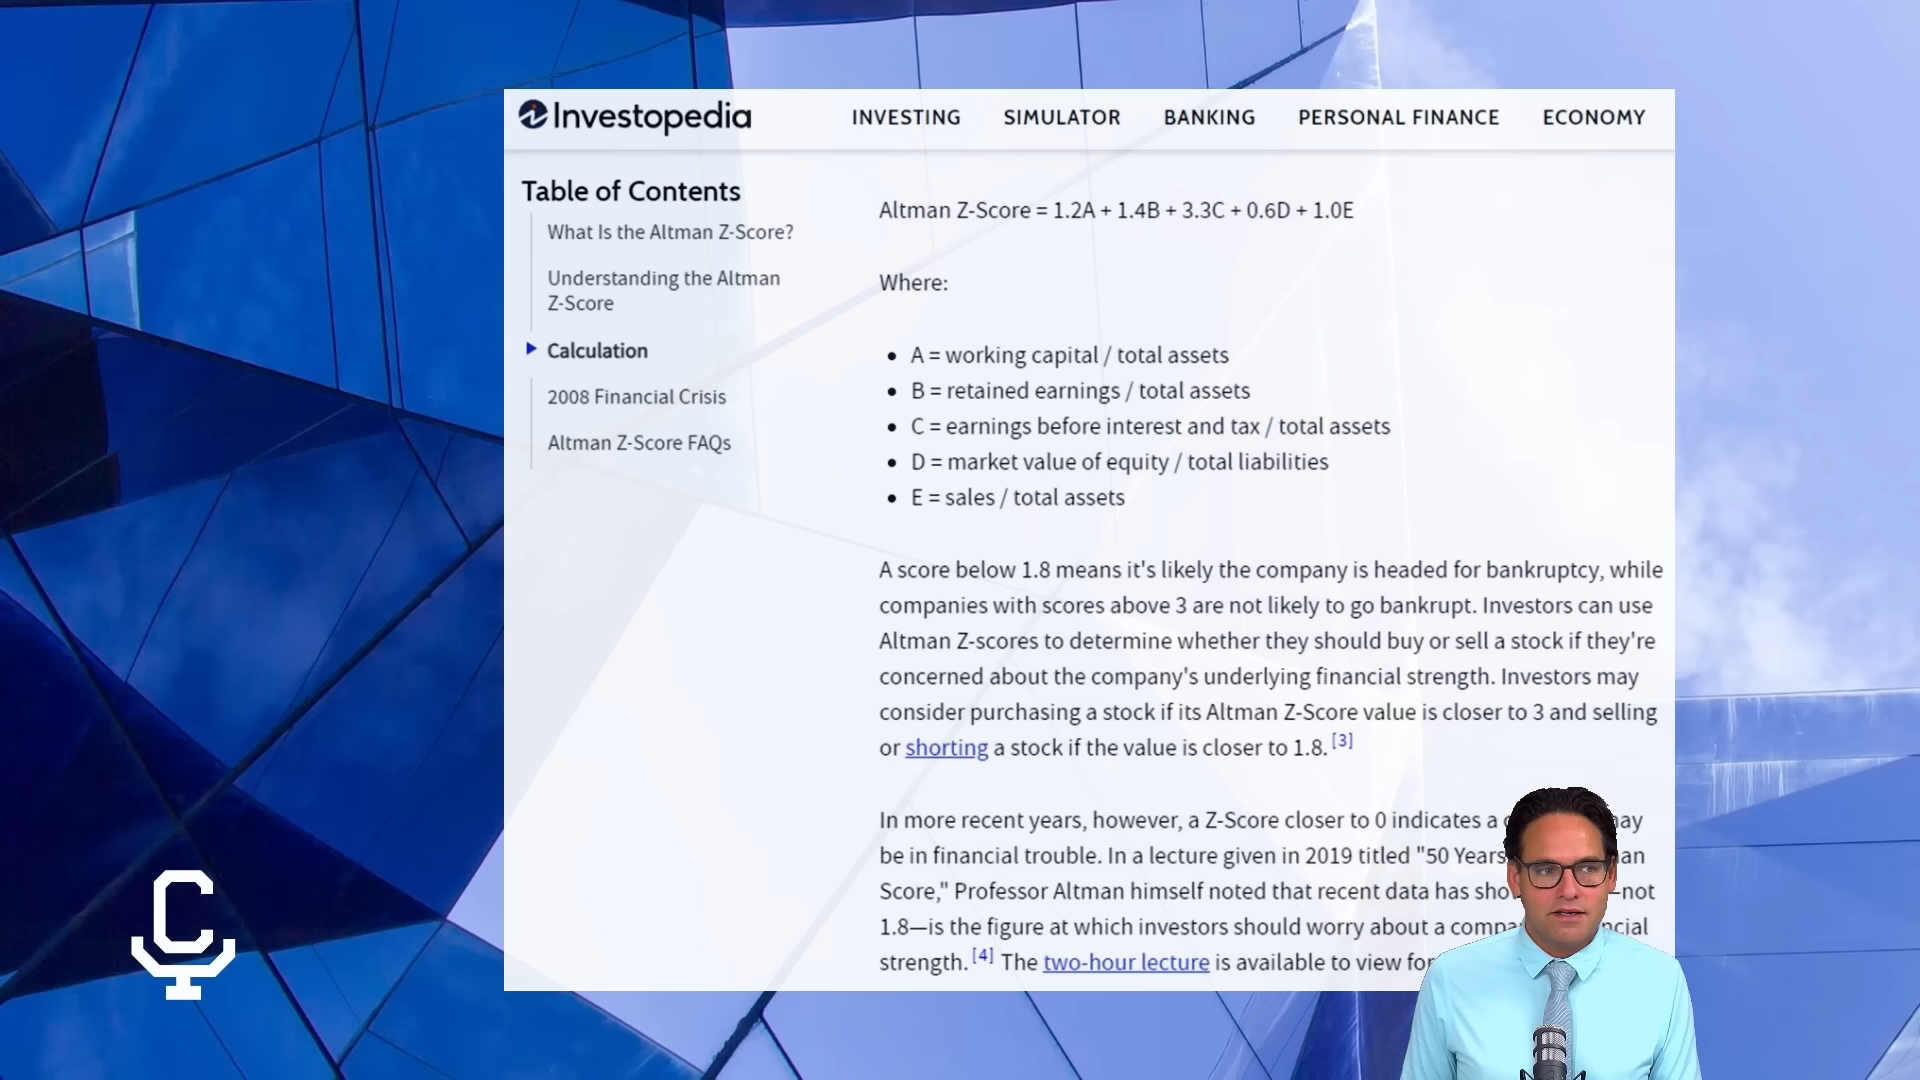 Investopedia
INVESTING SIMULATOR BANKING PERSONAL FINANCE ECONOMY
Table of Contents
What Is the Altman Z-Score?
Understanding the Altman
Z-Score
Calculation
2008 Financial Crisis
Altman Z-Score FAQs
Altman Z-Score = 1.2A + 1.4B + 3.3C + 0.6D + 1.0E
Where:
• A = working capital / total assets
• B = retained earnings / total assets
• C = earnings before interest and tax / total assets
• D = market value of equity / total liabilities
• E = sales / total assets
A score below 1.8 means it's likely the company is headed for bankruptcy, while
companies with scores above 3 are not likely to go bankrupt. Investors can use
Altman Z-scores to determine whether they should buy or sell a stock if they're
concerned about the company's underlying financial strength. Investors may
consider purchasing a stock if its Altman Z-Score value is closer to 3 and selling
or shorting a stock if the value is closer to 1.8. [3]
In more recent years, however, a Z-Score closer to 0 indicates a
be in financial trouble. In a lecture given in 2019 titled "50 Years
Score," Professor Altman himself noted that recent data has —not
1.8—is the figure at which investors should worry about a
strength. [4] The two-hour lecture is available to view
C